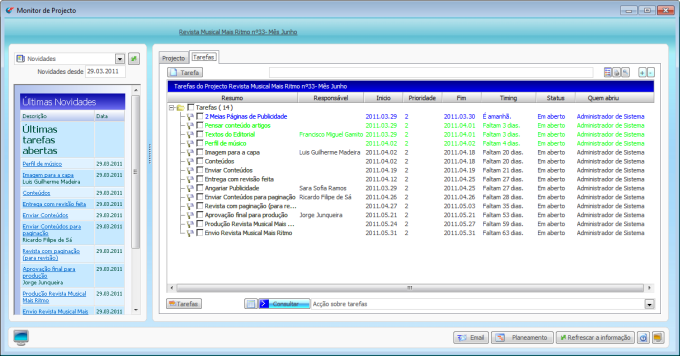 Monitor de Projecto
Revista Musical Mais Ritmo nº33- Mês Junho
Novidades
Novidades desde 29.03.2011
Últimas Novidades
Descrição Data
Últimas tarefas abertas
Perfil de músico 29.03.2011
Imagem para a capa 29.03.2011
Luis Guilherme Madeira
Conteúdos 29.03.2011
Entrega com revisão feita 29.03.2011
Enviar Conteúdos 29.03.2011
Enviar Conteúdos para paginação 29.03.2011
Ricardo Filipe de Sá
Revista com paginação (para revisão) 29.03.2011
Aprovação final para produção 29.03.2011
Jorge Junqueira
Produção Revista Musical Mais Ritmo 29.03.2011
Envio Revista Musical Mais 29.03.2011
Projecto Tarefas
Tarefa
Tarefas do Projecto Revista Musical Mais Ritmo nº33- Mês Junho
Resumo Responsável Inicio Prioridade Fim Timing Status Quem abriu
Tarefas ( 14 )
2 Meias Páginas de Publicidade 2011.03.29 2 2011.03.30 É amanhã. Em aberto Administrador de Sistema
Pensar conteúdo artigos 2011.03.29 2 2011.04.01 Faltam 3 dias. Em aberto Administrador de Sistema
Textos do Editorial Francisco Miguel Garoto 2011.03.29 2 2011.04.01 Faltam 3 dias. Em aberto Administrador de Sistema
Perfil de músico 2011.04.02 2 2011.04.02 Faltam 4 dias. Em aberto Administrador de Sistema
Imagem para a capa Luis Guilherme Madeira 2011.04.02 2 2011.04.18 Faltam 20 dias. Em aberto Administrador de Sistema
Conteúdos 2011.04.02 2 2011.04.18 Faltam 20 dias. Em aberto Administrador de Sistema
Enviar Conteúdos 2011.04.19 2 2011.04.19 Faltam 21 dias. Em aberto Administrador de Sistema
Entrega com revisão feita 2011.04.12 2 2011.04.25 Faltam 27 dias. Em aberto Administrador de Sistema
Angariar Publicidade Sara Sofia Ramos 2011.03.29 2 2011.04.25 Faltam 27 dias. Em aberto Administrador de Sistema
Enviar Conteúdos para paginação Ricardo Filipe de Sá 2011.04.26 2 2011.04.26 Faltam 28 dias. Em aberto Administrador de Sistema
Revista com paginação (para re... 2011.04.27 2 2011.05.03 Faltam 35 dias. Em aberto Administrador de Sistema
Aprovação final para produção Jorge Junqueira 2011.05.21 2 2011.05.21 Faltam 53 dias. Em aberto Administrador de Sistema
Produção Revista Musical Mais ... 2011.05.24 2 2011.05.27 Faltam 59 dias. Em aberto Administrador de Sistema
Envio Revista Musical Mais Ritmo 2011.05.31 2 2011.05.31 Faltam 63 dias. Em aberto Administrador de Sistema
Tarefas Consultar Acção sobre tarefas
Email Planeamento Refrescar a informação